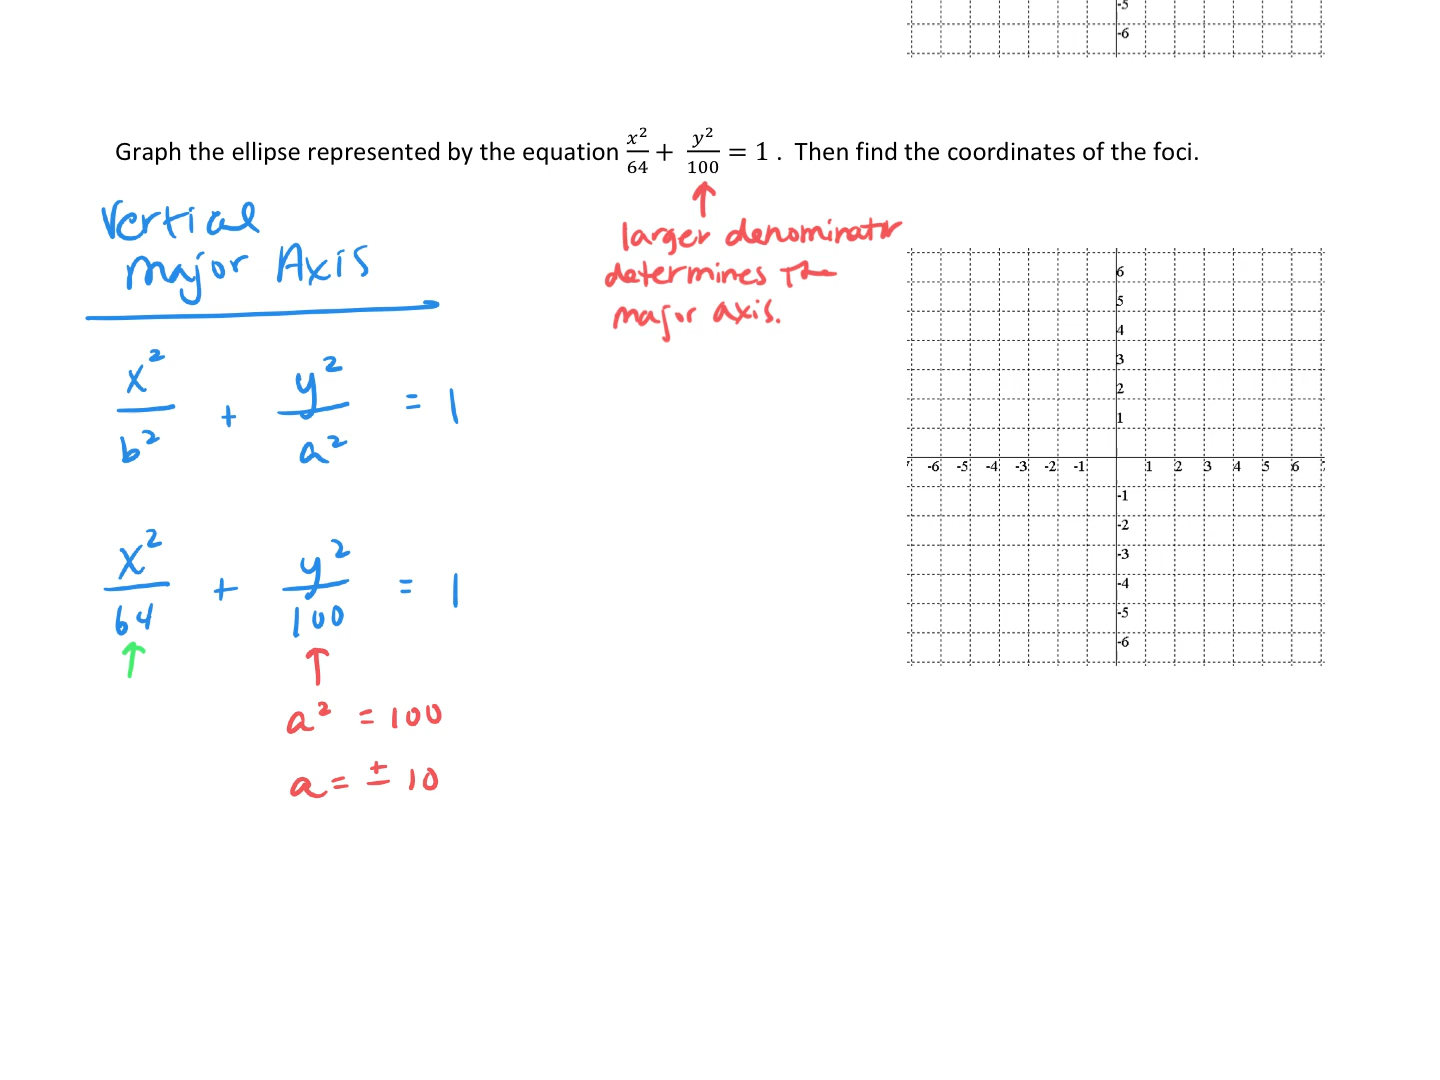 -5
-6
Graph the ellipse represented by the equation x²/64 + y²/100 = 1 . Then find the coordinates of the foci.
Vertical
major Axis
larger denominator
determines the
major axis.
x²/b² + y²/a² = 1
x²/64 + y²/100 = 1
a² = 100
a = ± 10
6
5
4
3
2
1
-6 -5 -4 -3 -2 -1 1 2 3 4 5 6
-1
-2
-3
-4
-5
-6